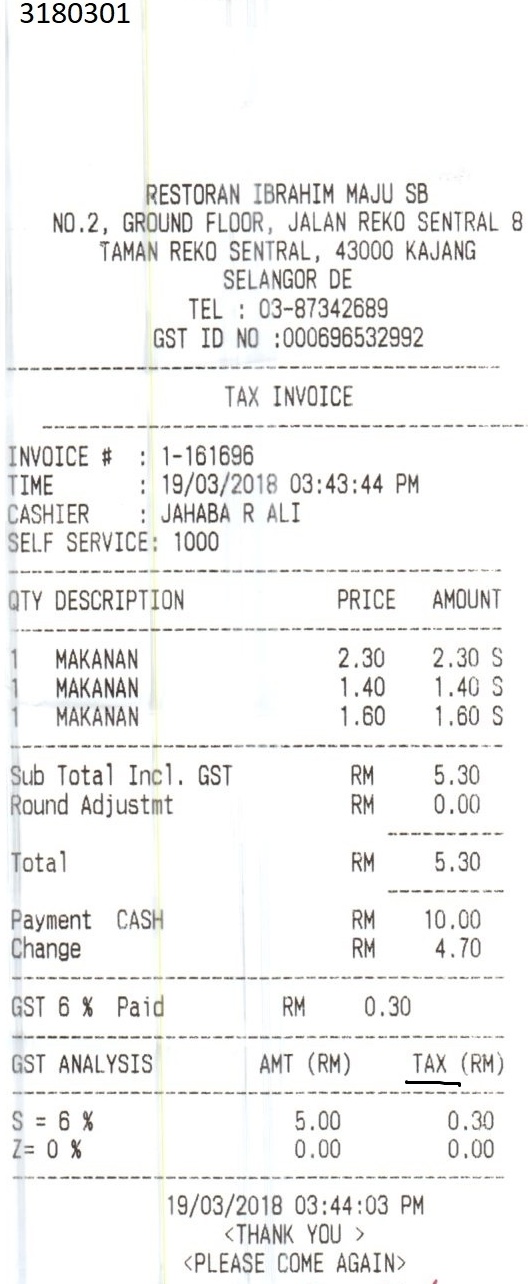 3180301
RESTORAN IBRAHIM MAJU SB
NO.2, GROUND FLOOR, JALAN REKO SENTRAL 8
TAMAN REKO SENTRAL, 43000 KAJANG
SELANGOR DE
TEL : 03-87342689
GST ID NO :000696532992
TAX INVOICE
INVOICE # : 1-161696
TIME : 19/03/2018 03:43:44 PM
CASHIER : JAHABA R ALI
SELF SERVICE: 1000
QTY DESCRIPTION PRICE AMOUNT
1 MAKANAN 2.30 2.30 S
1 MAKANAN 1.40 1.40 S
1 MAKANAN 1.60 1.60 S
Sub Total Incl. GST RM 5.30
Round Adjustmt RM 0.00
Total RM 5.30
Payment CASH RM 10.00
Change RM 4.70
GST 6 % Paid RM 0.30
GST ANALYSIS AMT (RM) TAX (RM)
S = 6 % 5.00 0.30
Z= 0 % 0.00 0.00
19/03/2018 03:44:03 PM
<THANK YOU >
<PLEASE COME AGAIN>